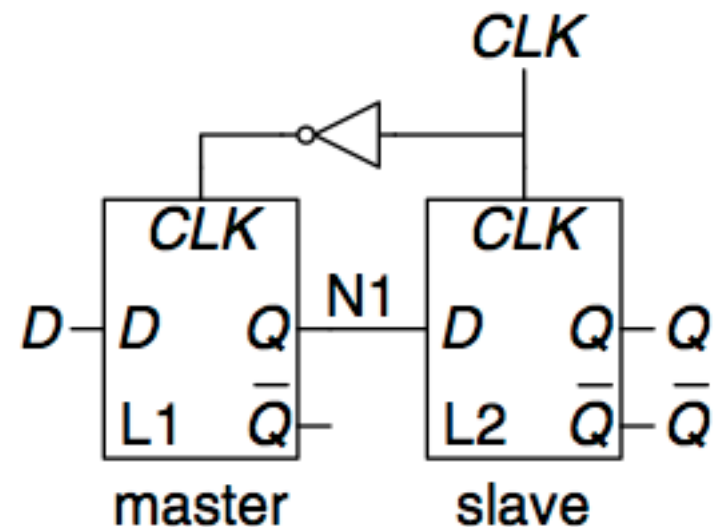 CLK
CLK CLK
D D Q N1 D Q Q
L1 Q̅ L2 Q̅ Q̅
master slave